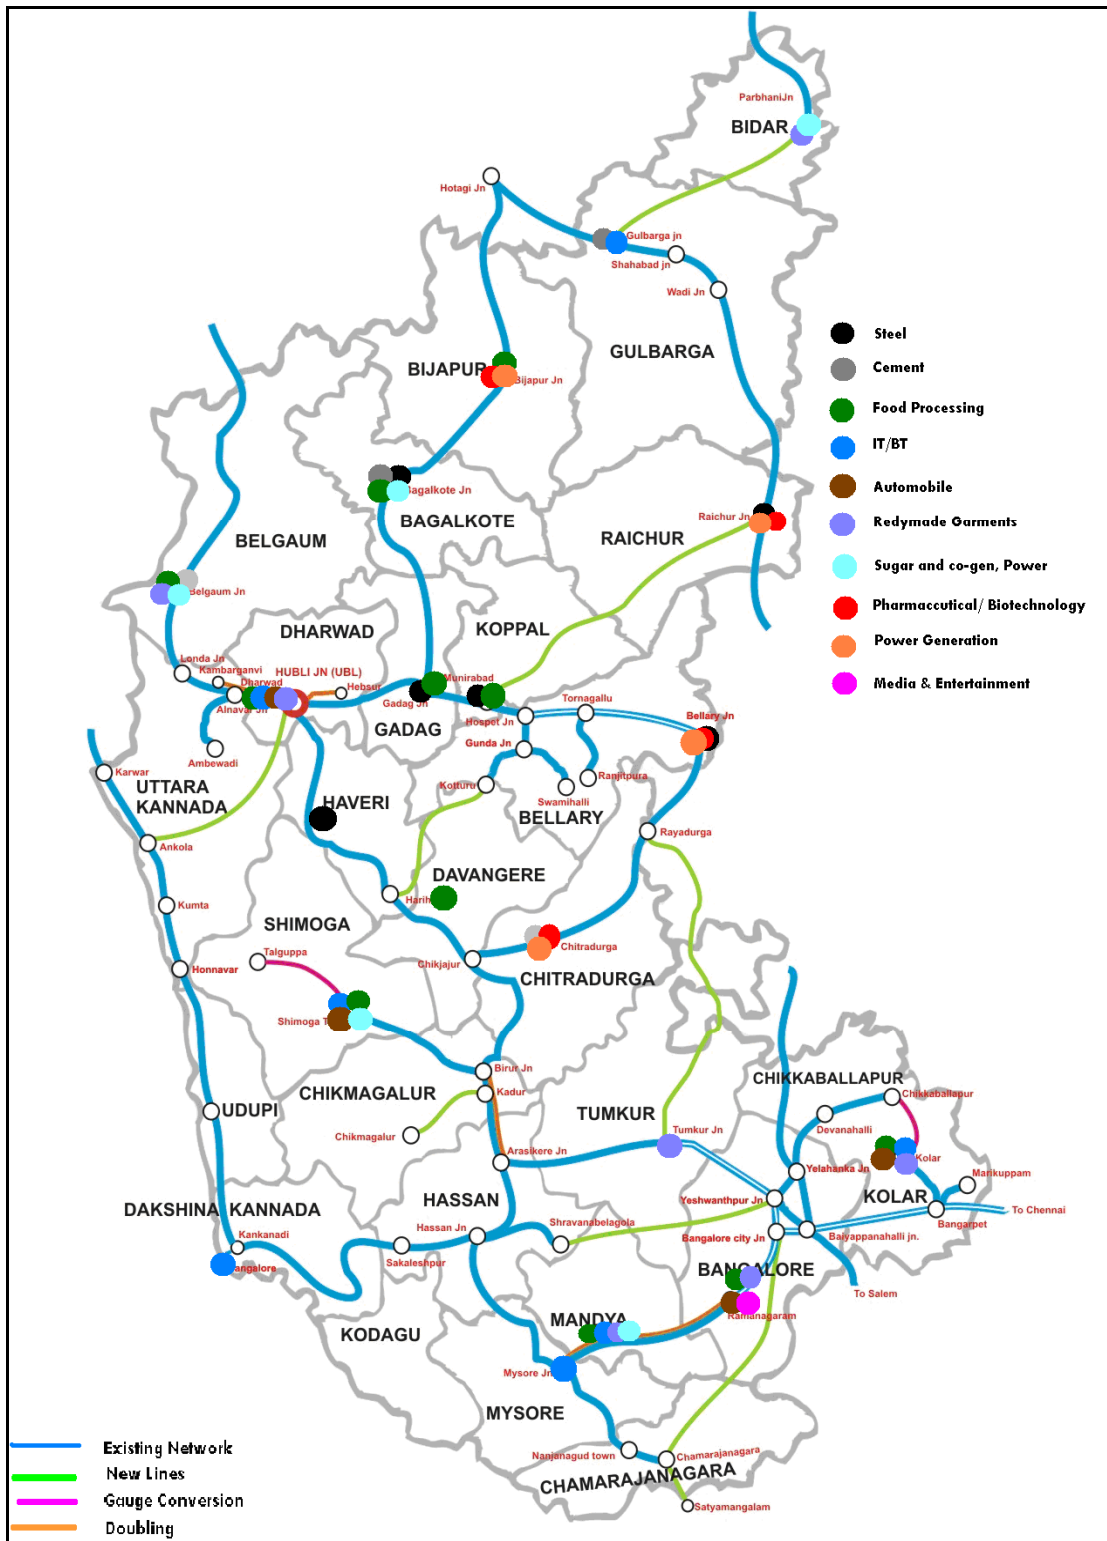 ParbhaniJn
BIDAR
Hotagi Jn
Gulbarga jn
Shahabad jn
Wadi Jn
GULBARGA
BIJAPUR
Bijapur Jn
Steel
Cement
Food Processing
IT/BT
Automobile
Redymade Garments
Sugar and co-gen, Power
Pharmaccutical/ Biotechnology
Power Generation
Media & Entertainment
Bagalkote Jn
BAGALKOTE
Raichur Jn
RAICHUR
BELGAUM
Belgaum Jn
DHARWAD
KOPPAL
Londa Jn
Kambarganvi
Dharwad
HUBLI JN (UBL)
Hebsur
Alnavar Jn
Munirabad
Gadag Jn
GADAG
Hospet Jn
Tornagallu
Bellary Jn
Gunda Jn
Ambewadi
Karwar
UTTARA
KANNADA
Kotturu
Ranjitpura
Swamihalli
BELLARY
HAVERI
Ankola
Rayadurga
DAVANGERE
Harih
Kumta
SHIMOGA
Talguppa
Honnavar
Chikjajur
Chitradurga
CHITRADURGA
Shimoga T
Birur Jn
Kadur
CHIKMAGALUR
Chikmagalur
UDUPI
TUMKUR
Tumkur Jn
CHIKKABALLAPUR
Chikkaballapur
Devanahalli
Arasikere Jn
Yelahanka Jn
Kolar
Marikuppam
KOLAR
Yeshwanthpur Jn
Bangarpet
To Chennai
DAKSHINA KANNADA
HASSAN
Kankanadi
Hassan Jn
Shravanabelagola
Bangalore city Jn
Baiyappanahalli jn.
Sakaleshpur
angalore
BANGALORE
To Salem
Ramanagaram
KODAGU
MANDYA
Mysore Jn
MYSORE
Nanjanagud town
Chamarajanagara
CHAMARAJANAGARA
Satyamangalam
Existing Network
New Lines
Gauge Conversion
Doubling